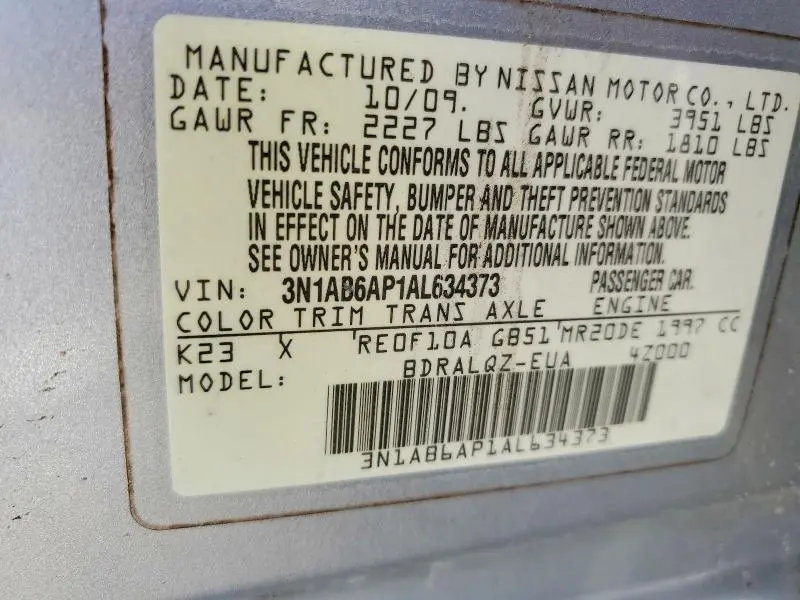 MANUFACTURED BY NISSAN MOTOR CO., LTD.
DATE: 10/09. GVWR: 3951 LBS
GAWR FR: 2227 LBS GAWR RR: 1810 LBS
THIS VEHICLE CONFORMS TO ALL APPLICABLE FEDERAL MOTOR
VEHICLE SAFETY, BUMPER AND THEFT PREVENTION STANDARDS
IN EFFECT ON THE DATE OF MANUFACTURE SHOWN ABOVE.
SEE OWNER'S MANUAL FOR ADDITIONAL INFORMATION.
VIN: 3N1AB6AP1AL634373 PASSENGER CAR.
COLOR TRIM TRANS AXLE ENGINE
K23 X RE0F10A GB51 MR20DE 1997 CC
MODEL: BDRALQZ-EUA 4Z000
3N1AB6AP1AL634373